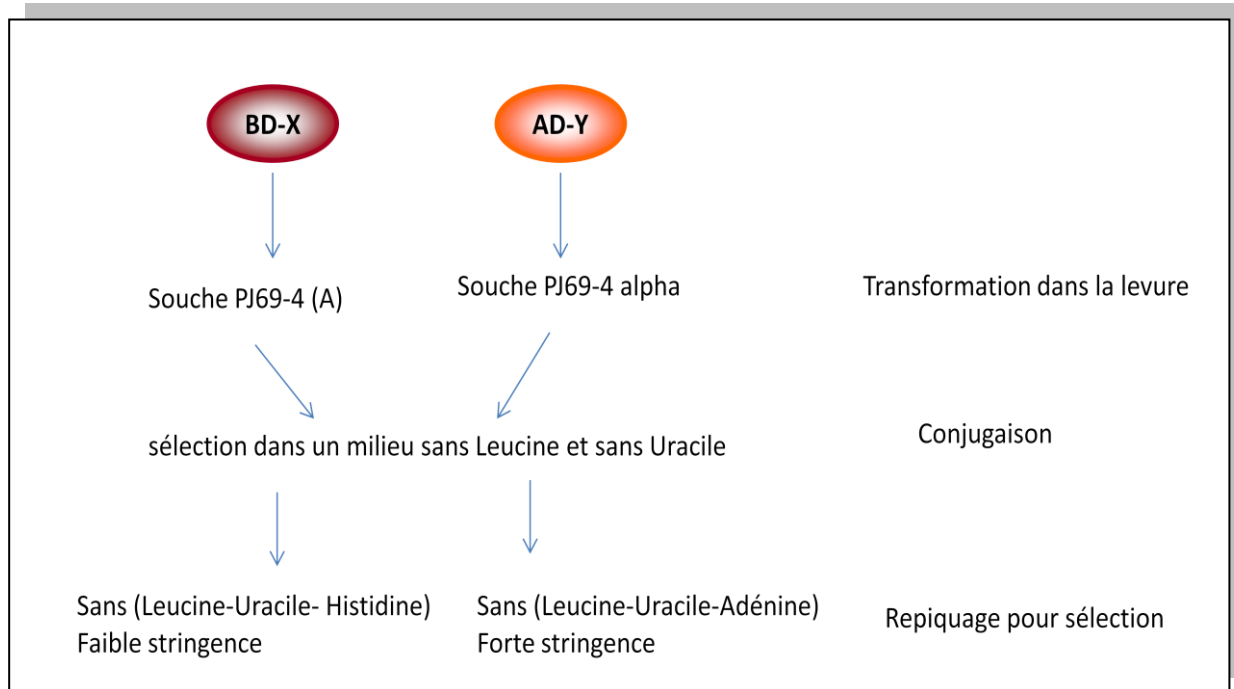 BD-X
AD-Y
Souche PJ69-4 (A)
Souche PJ69-4 alpha
Transformation dans la levure
sélection dans un milieu sans Leucine et sans Uracile
Conjugaison
Sans (Leucine-Uracile- Histidine)
Faible stringence
Sans (Leucine-Uracile-Adénine)
Forte stringence
Repiquage pour sélection